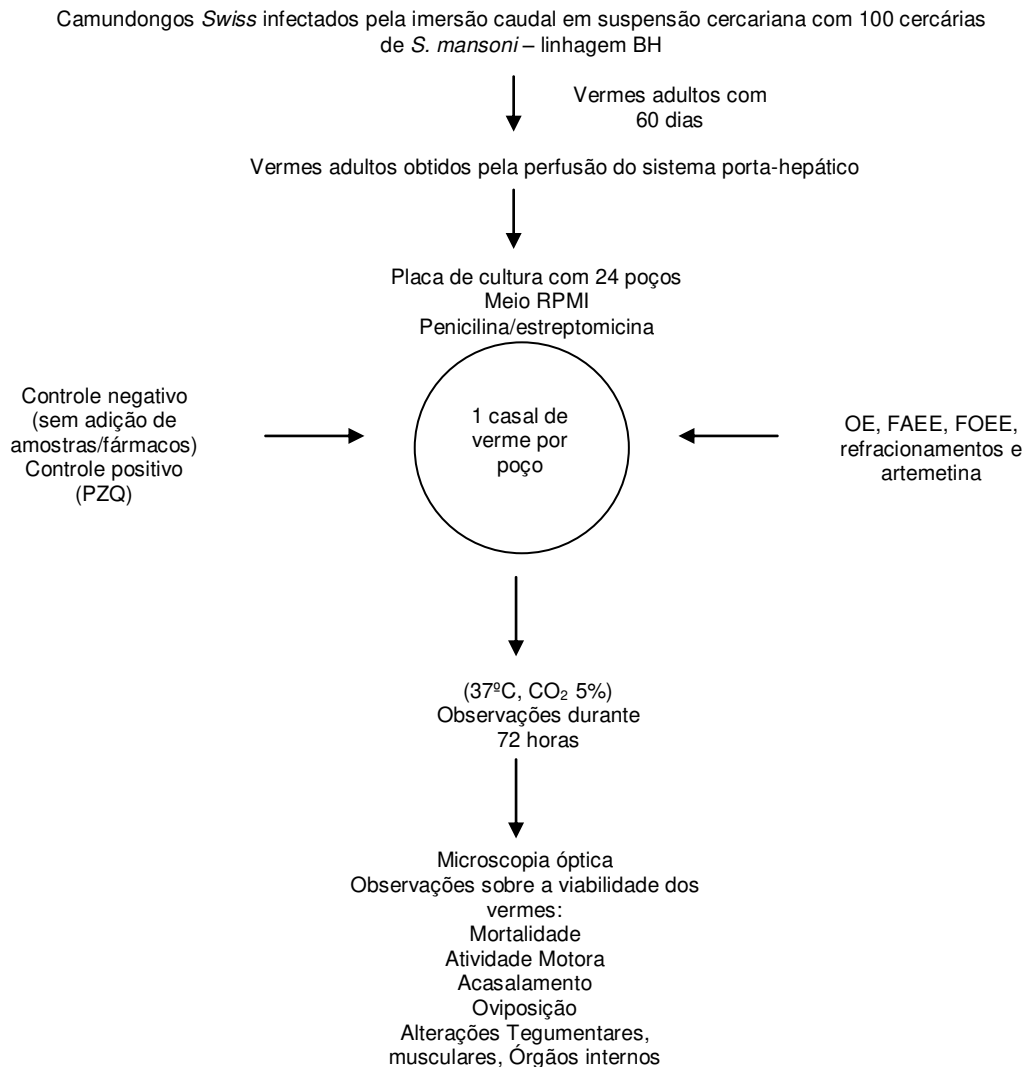 Camundongos Swiss infectados pela imersão caudal em suspensão cercariana com 100 cercárias
de S. mansoni – linhagem BH
Vermes adultos com
60 dias
Vermes adultos obtidos pela perfusão do sistema porta-hepático
Placa de cultura com 24 poços
Meio RPMI
Penicilina/estreptomicina
Controle negativo
(sem adição de
amostras/fármacos)
Controle positivo
(PZQ)
1 casal de
verme por
poço
OE, FAEE, FOEE,
refracionamentos e
artemetina
(37ºC, CO₂ 5%)
Observações durante
72 horas
Microscopia óptica
Observações sobre a viabilidade dos
vermes:
Mortalidade
Atividade Motora
Acasalamento
Oviposição
Alterações Tegumentares,
musculares, Órgãos internos